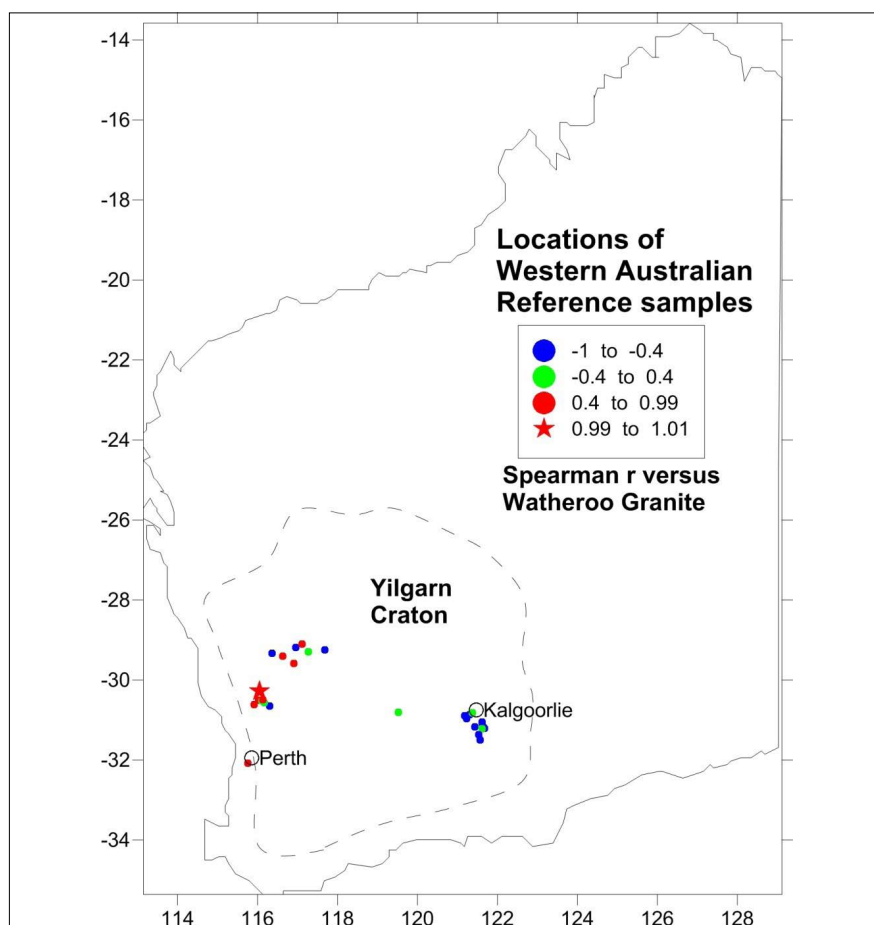 -14
-16
-18
-20
-22
-24
-26
-28
-30
-32
-34
Locations of
Western Australian
Reference samples
-1 to -0.4
-0.4 to 0.4
0.4 to 0.99
0.99 to 1.01
Spearman r versus
Watheroo Granite
Yilgarn
Craton
Kalgoorlie
Perth
114 116 118 120 122 124 126 128